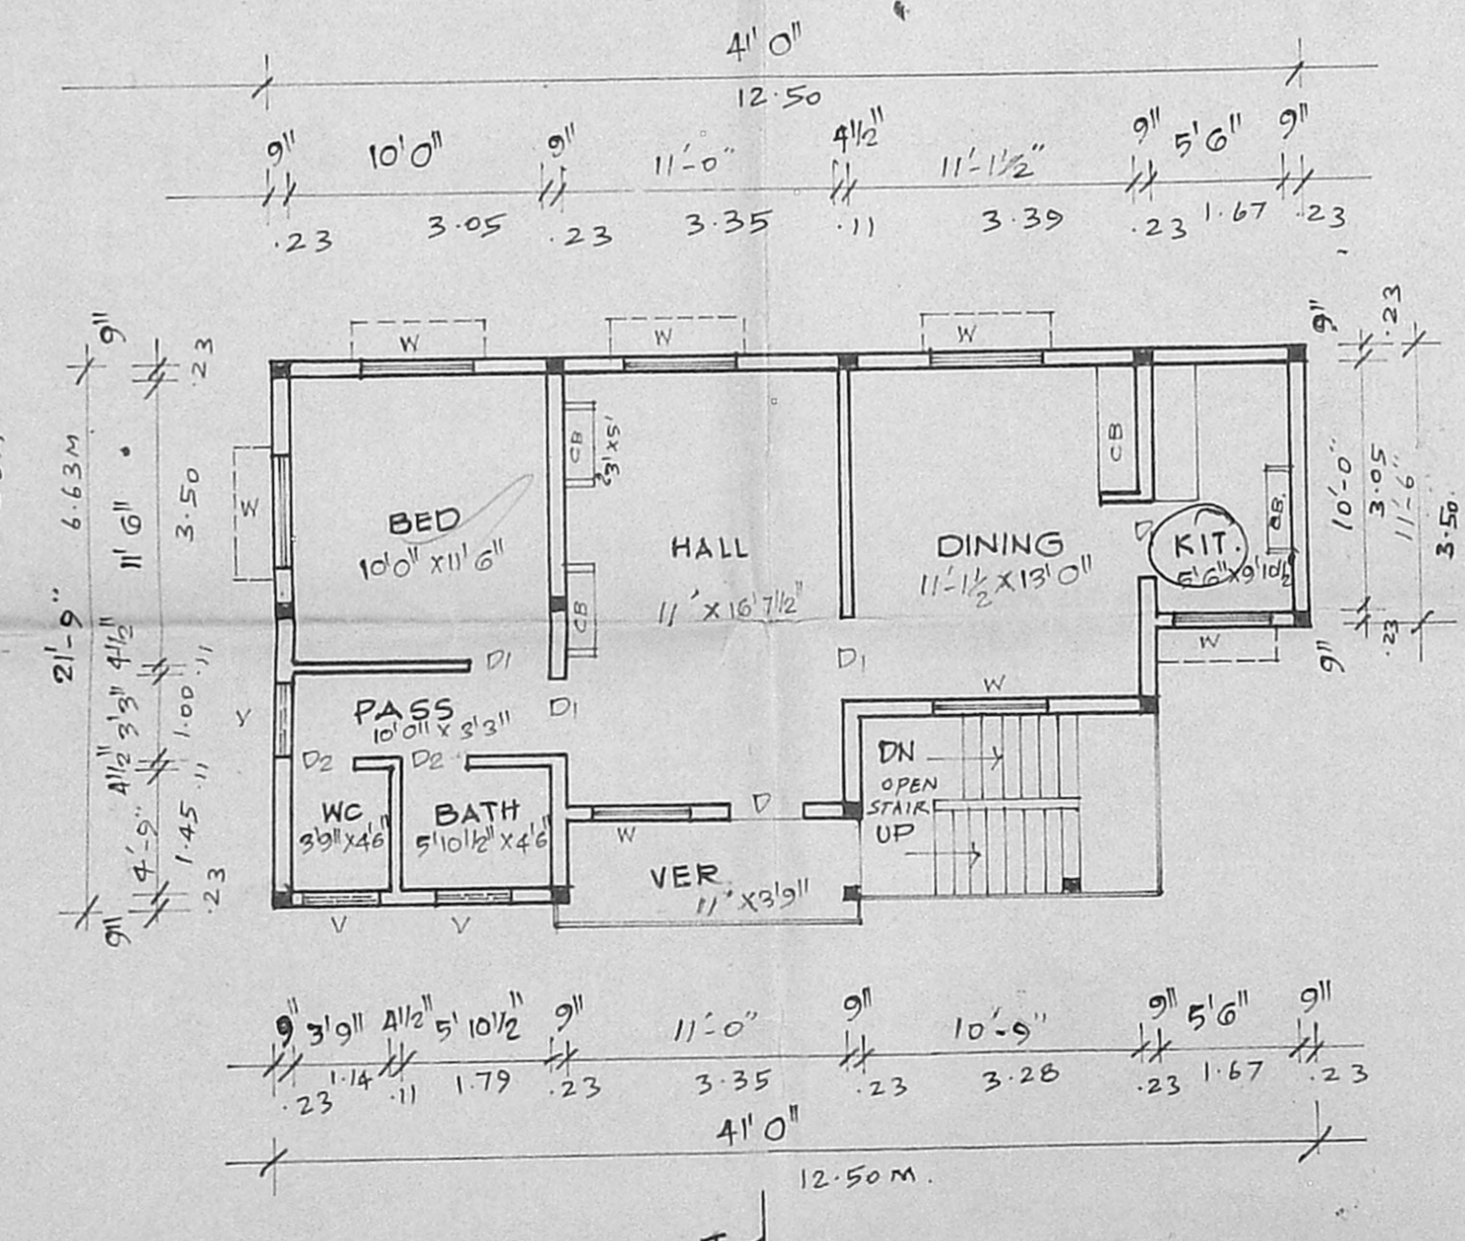 41' 0"
12.50
9" 10'0" 9" 11'-0" 4½" 11'-1½" 9" 5'6" 9"
.23 3.05 .23 3.35 .11 3.39 .23 1.67 .23
W W W
9" .23
9" .23
6.63M
21'-9"
11' 6"
3.50
4½" .11
3'3" 1.00
4½" .11
4'-9" 1.45
9" .23
W
CB
3' x5'
CB
CB
CB.
10'-0"
3.05
11'-6"
3.50
9" .23
BED
10'0" x11'6"
HALL
11' x 16'7½"
DINING
11'-1½ x 13'0"
D
KIT.
5'6"x9'10½"
W
D1
D1
D1
V
PASS
10'0" x 3'3"
W
D2
D2
DN
OPEN
STAIR
UP
WC
3'9"x4'6"
BATH
5'10½"x4'6"
D
W
VER
11' x3'9"
V V
9" 3'9" 4½" 5' 10½" 9" 11'-0" 9" 10'-9" 9" 5'6" 9"
.23 1.14 .11 1.79 .23 3.35 .23 3.28 .23 1.67 .23
41' 0"
12.50 M.